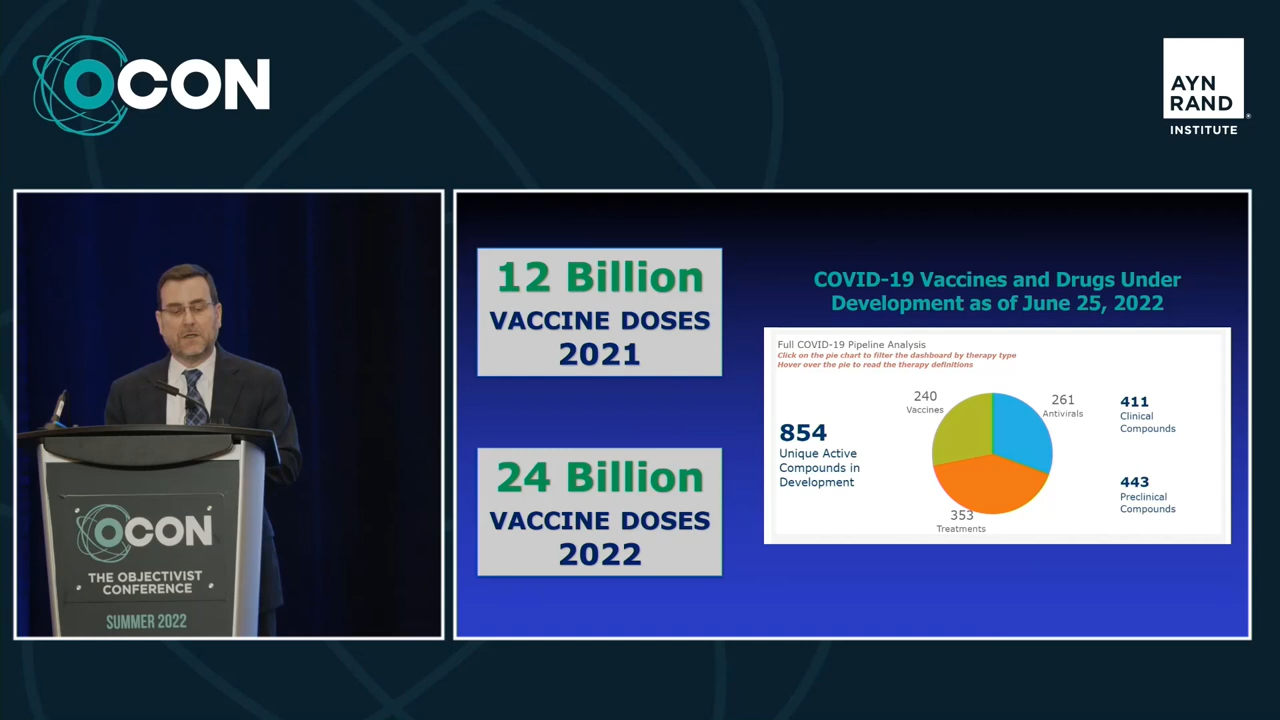 OCON
AYN
RAND
INSTITUTE
12 Billion
VACCINE DOSES
2021
24 Billion
VACCINE DOSES
2022
COVID-19 Vaccines and Drugs Under
Development as of June 25, 2022
Full COVID-19 Pipeline Analysis
Click on the pie chart to filter the dashboard by therapy type
Hover over the pie to read the therapy definitions
854
Unique Active
Compounds in
Development
240
Vaccines
261
Antivirals
353
Treatments
411
Clinical
Compounds
443
Preclinical
Compounds
OCON
THE OBJECTIVIST
CONFERENCE
SUMMER 2022